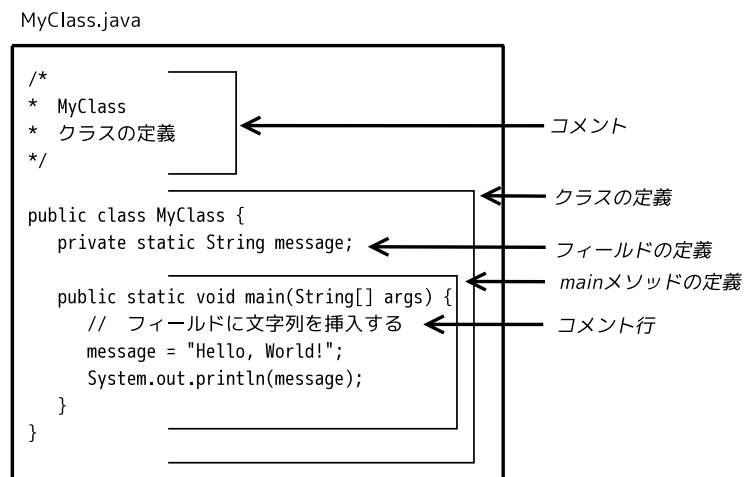 MyClass.java
/*
* MyClass
* クラスの定義
*/
コメント
クラスの定義
public class MyClass {
private static String message;
フィールドの定義
mainメソッドの定義
public static void main(String[] args) {
// フィールドに文字列を挿入する
コメント行
message = "Hello, World!";
System.out.println(message);
}
}